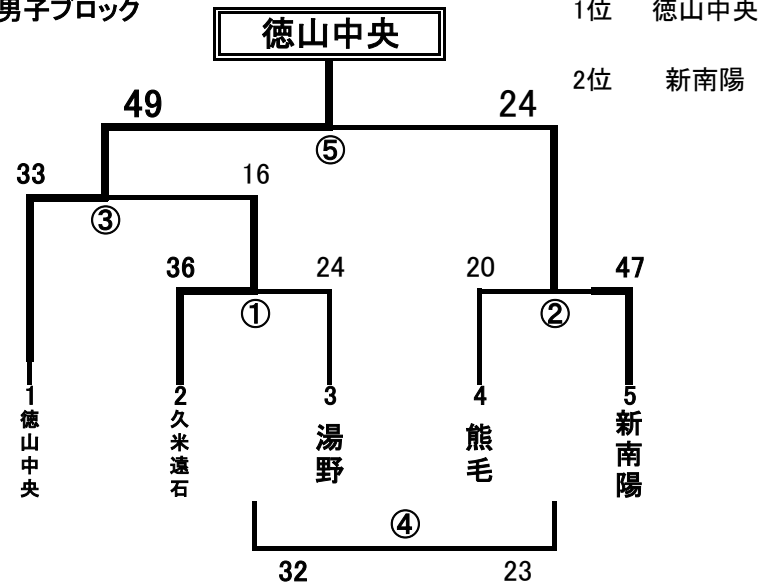 男子ブロック
徳山中央
1位 徳山中央
2位 新南陽
49 24
⑤
33 16
③
36 24 20 47
① ②
1 2 3 4 5
徳山中央
久米遠石
湯野
熊毛
新南陽
④
32 23